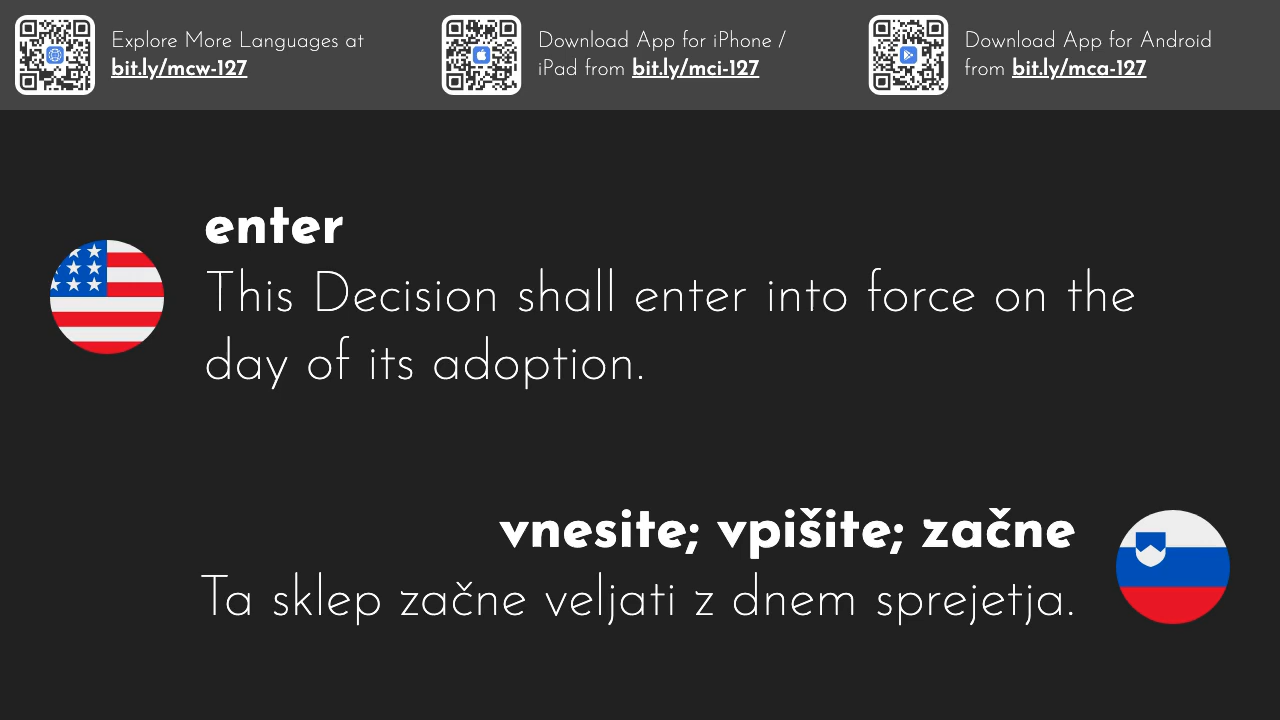 Explore More Languages at
bit.ly/mcw-127
Download App for iPhone /
iPad from bit.ly/mci-127
Download App for Android
from bit.ly/mca-127
enter
This Decision shall enter into force on the
day of its adoption.
vnesite; vpišite; začne
Ta sklep začne veljati z dnem sprejetja.